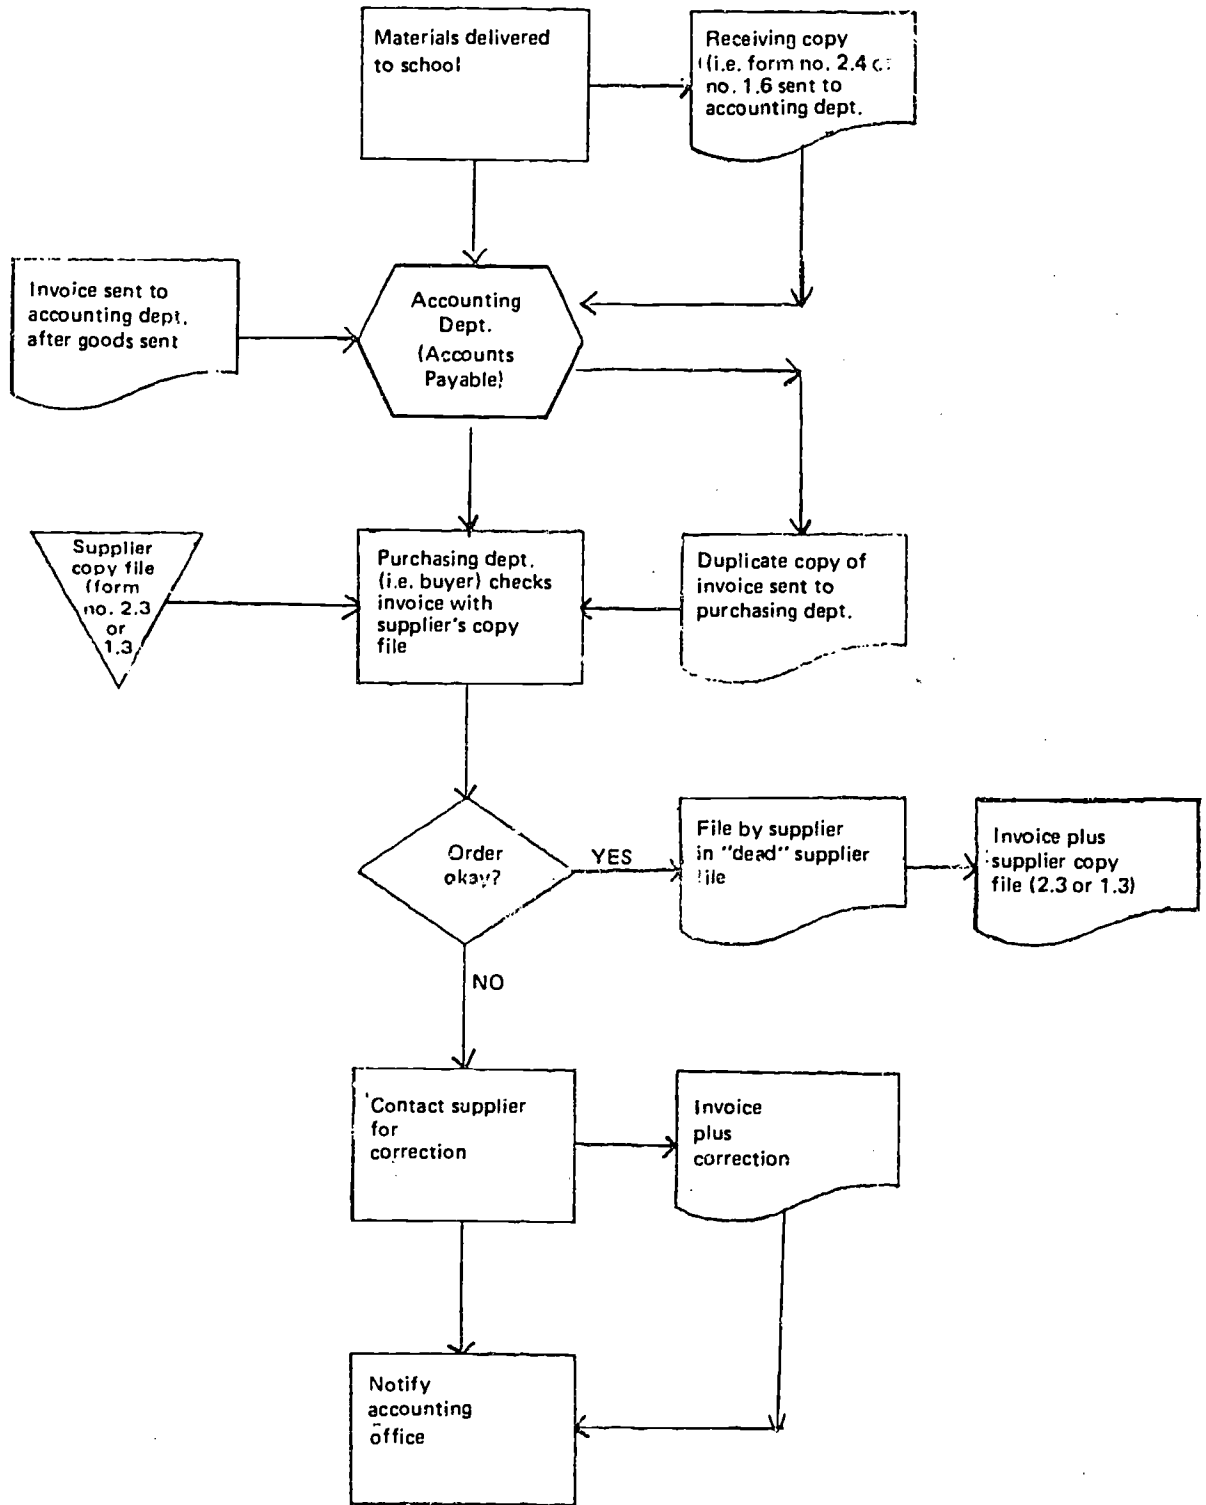 Materials delivered
to school
Receiving copy
(i.e. form no. 2.4
no. 1.6 sent to
accounting dept.
Invoice sent to
accounting dept.
after goods sent
Accounting
Dept.
(Accounts
Payable)
Supplier
copy file
(form
no. 2.3
or
1.3
Purchasing dept.
(i.e. buyer) checks
invoice with
supplier's copy
file
Duplicate copy of
invoice sent to
purchasing dept.
Order
okay?
YES
File by supplier
in "dead" supplier
file
Invoice plus
supplier copy
file (2.3 or 1.3)
NO
Contact supplier
for
correction
Invoice
plus
correction
Notify
accounting
office